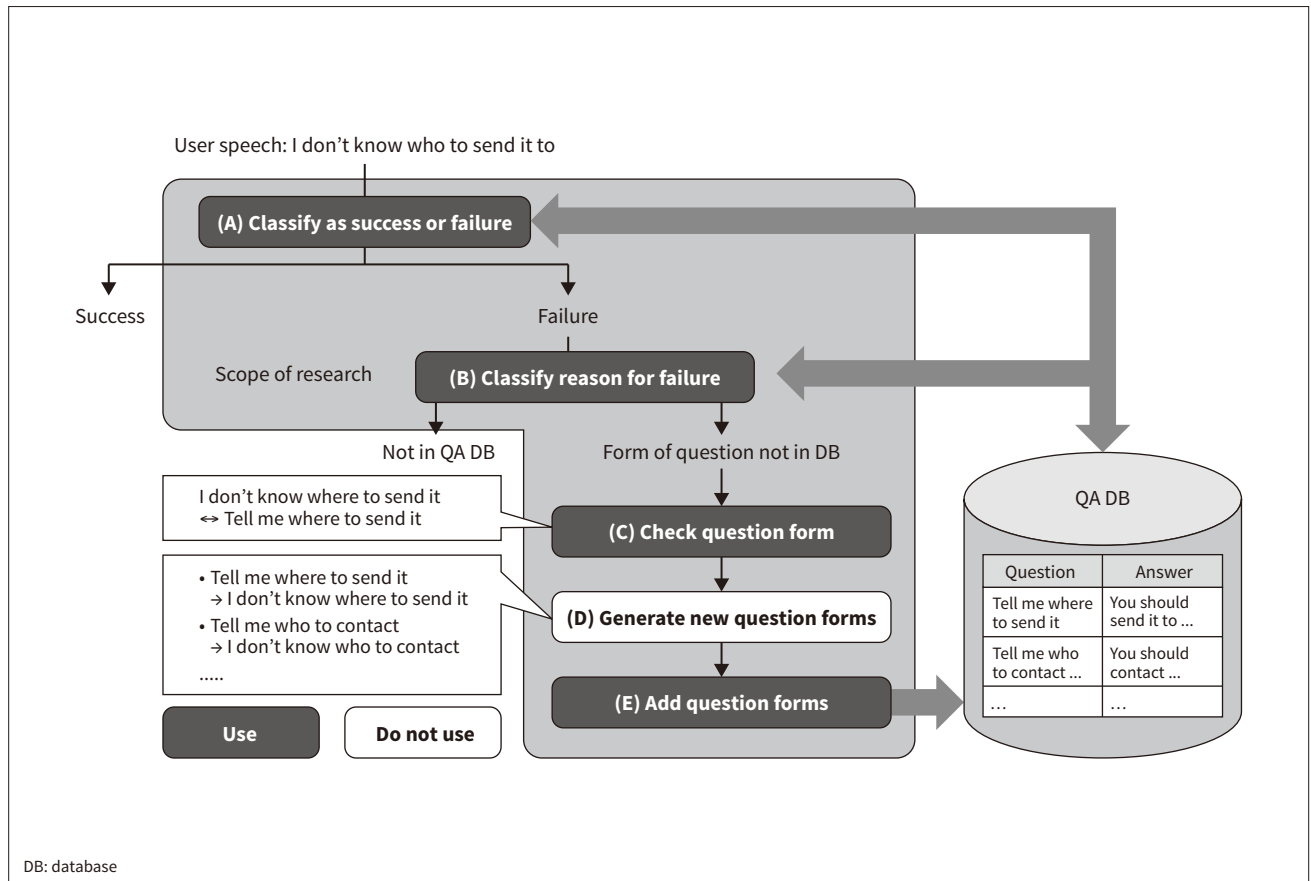 User speech: I don’t know who to send it to
(A) Classify as success or failure
Success
Failure
Scope of research
(B) Classify reason for failure
Not in QA DB
Form of question not in DB
I don’t know where to send it
↔ Tell me where to send it
(C) Check question form
• Tell me where to send it
→ I don’t know where to send it
• Tell me who to contact
→ I don’t know who to contact
.....
(D) Generate new question forms
(E) Add question forms
Use
Do not use
QA DB
Question Answer
Tell me where
to send it
You should
send it to ...
Tell me who
to contact ...
You should
contact ...
... ...
DB: database